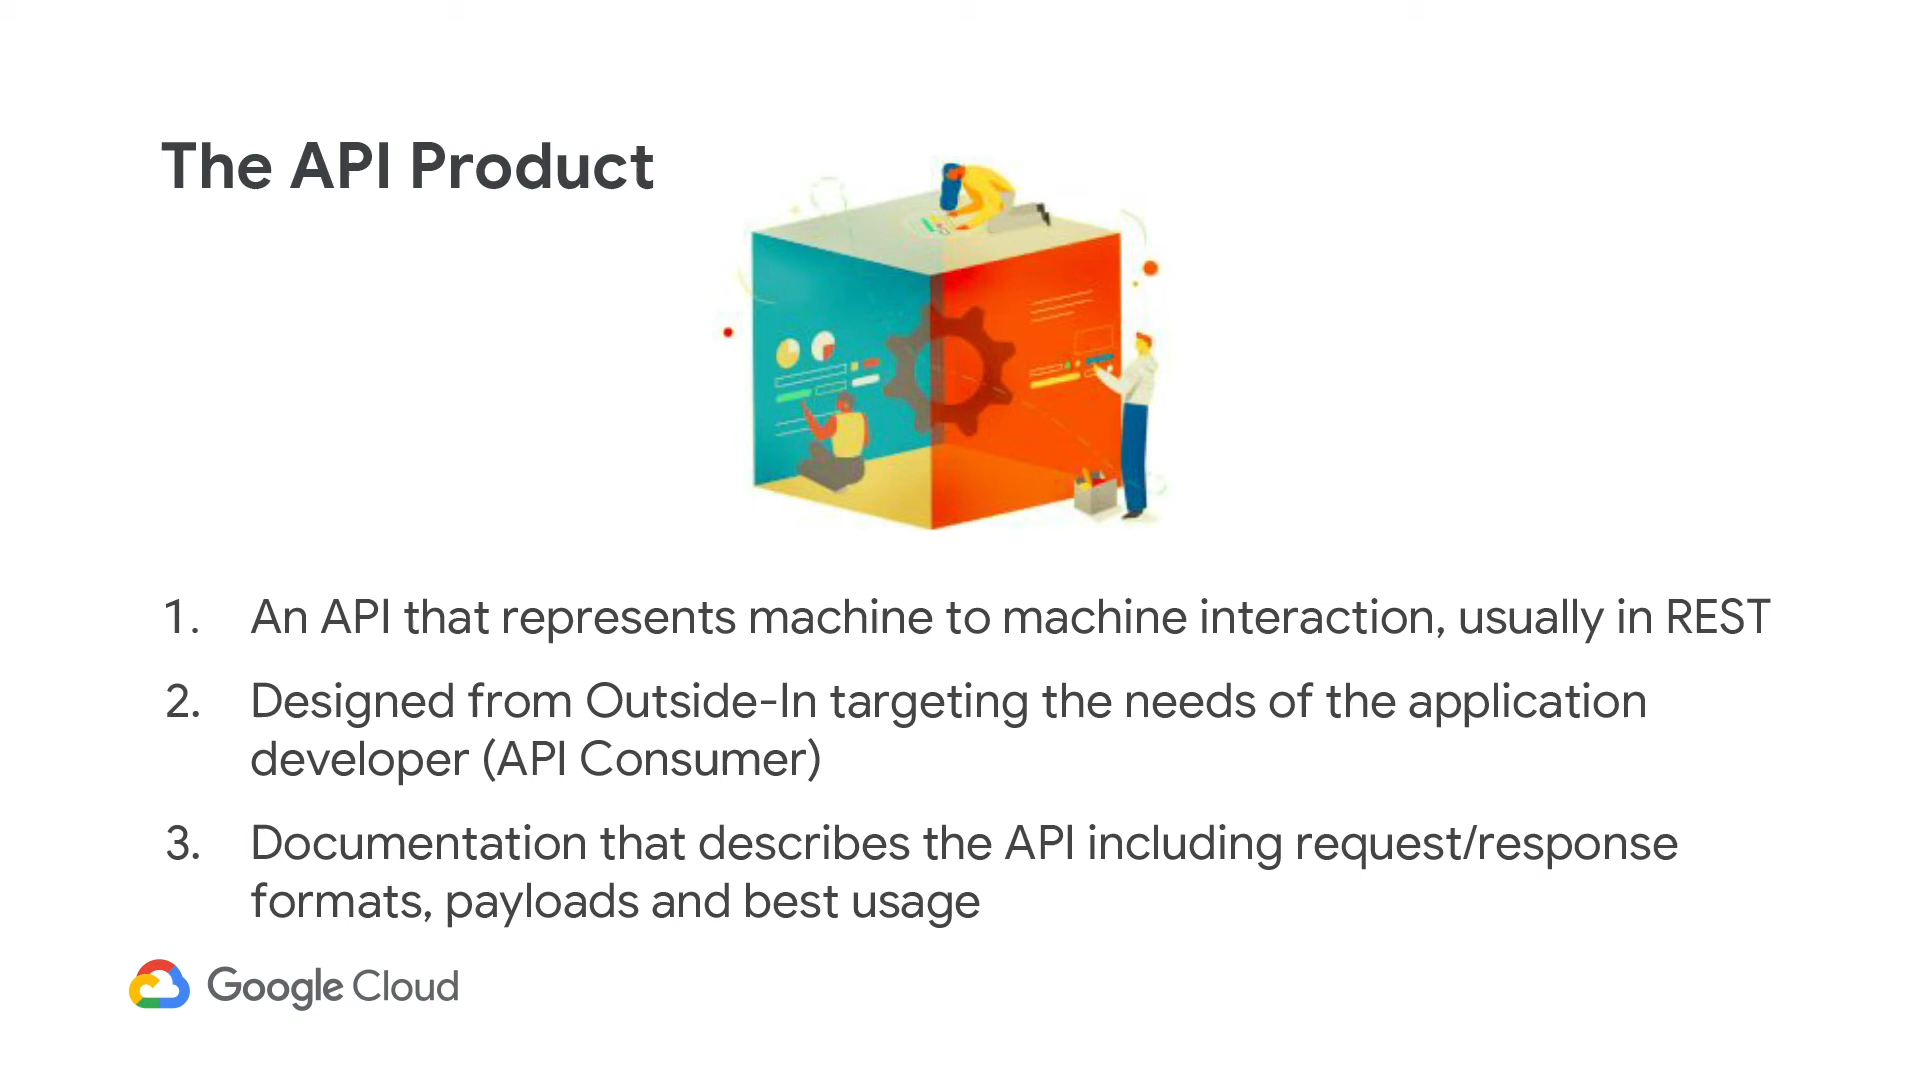 The API Product
1. An API that represents machine to machine interaction, usually in REST
2. Designed from Outside-In targeting the needs of the application
developer (API Consumer)
3. Documentation that describes the API including request/response
formats, payloads and best usage
Google Cloud